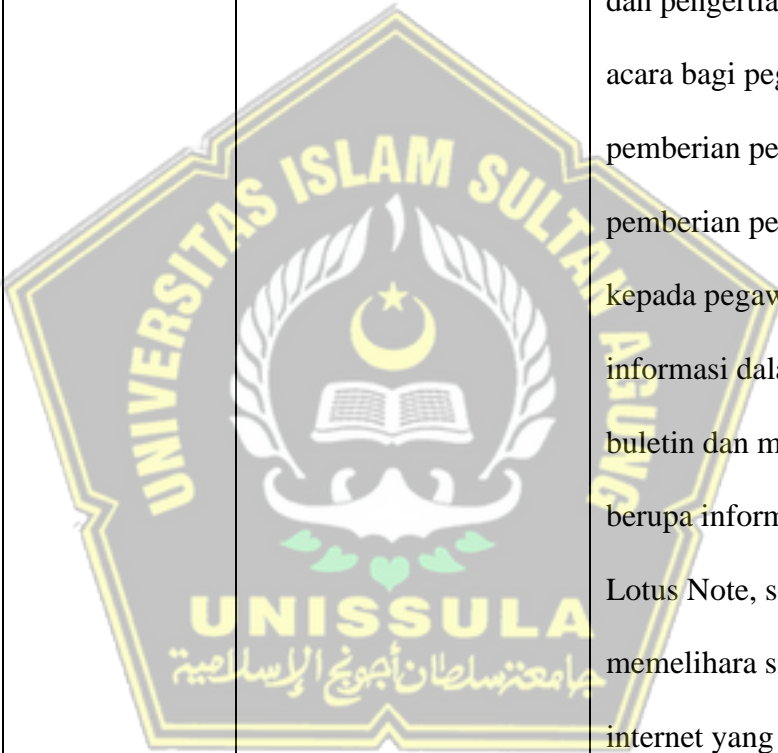 dan pengertia
acara bagi peg
pemberian pe
pemberian pe
kepada pegaw
informasi dala
buletin dan m
berupa inform
Lotus Note, s
memelihara s
internet yang
UNIVERSITAS ISLAM SULTAN AGUNG
UNISSULA
جامعة سلطان أجونج الإسلامية